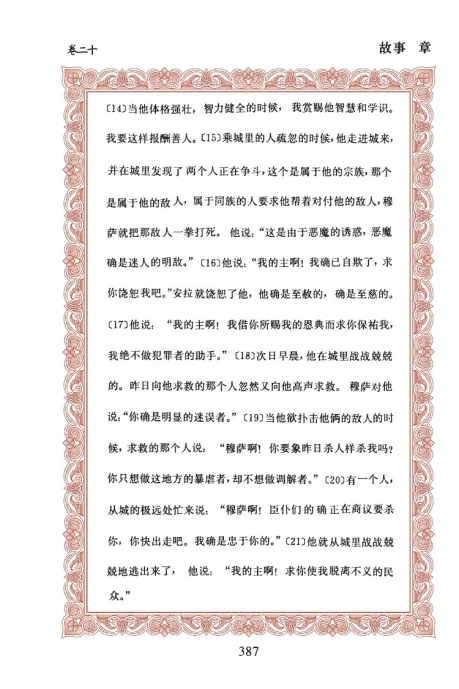 卷二十
故事 章
〔14〕当他体格强壮，智力健全的时候，我赏赐他智慧和学识。
我要这样报酬善人。〔15〕乘城里的人疏忽的时候，他走进城来，
并在城里发现了两个人正在争斗，这个是属于他的宗族，那个
是属于他的敌人，属于同族的人要求他帮着对付他的敌人，穆
萨就把那敌人一拳打死。他说：“这是由于恶魔的诱惑，恶魔
确是迷人的明敌。”〔16〕他说：“我的主啊！我确已自欺了，求
你饶恕我吧。”安拉就饶恕了他，他确是至赦的，确是至慈的。
〔17〕他说：“我的主啊！我借你所赐我的恩典而求你保祐我，
我绝不做犯罪者的助手。”〔18〕次日早晨，他在城里战战兢兢
的。昨日向他求救的那个人忽然又向他高声求救。穆萨对他
说：“你确是明显的迷误者。”〔19〕当他欲扑击他俩的敌人的时
候，求救的那个人说：“穆萨啊！你要象昨日杀人样杀我吗？
你只想做这地方的暴虐者，却不想做调解者。”〔20〕有一个人，
从城的极远处忙来说：“穆萨啊！臣仆们的确正在商议要杀
你，你快出走吧。我确是忠于你的。”〔21〕他就从城里战战兢
兢地逃出来了，他说：“我的主啊！求你使我脱离不义的民
众。”
387